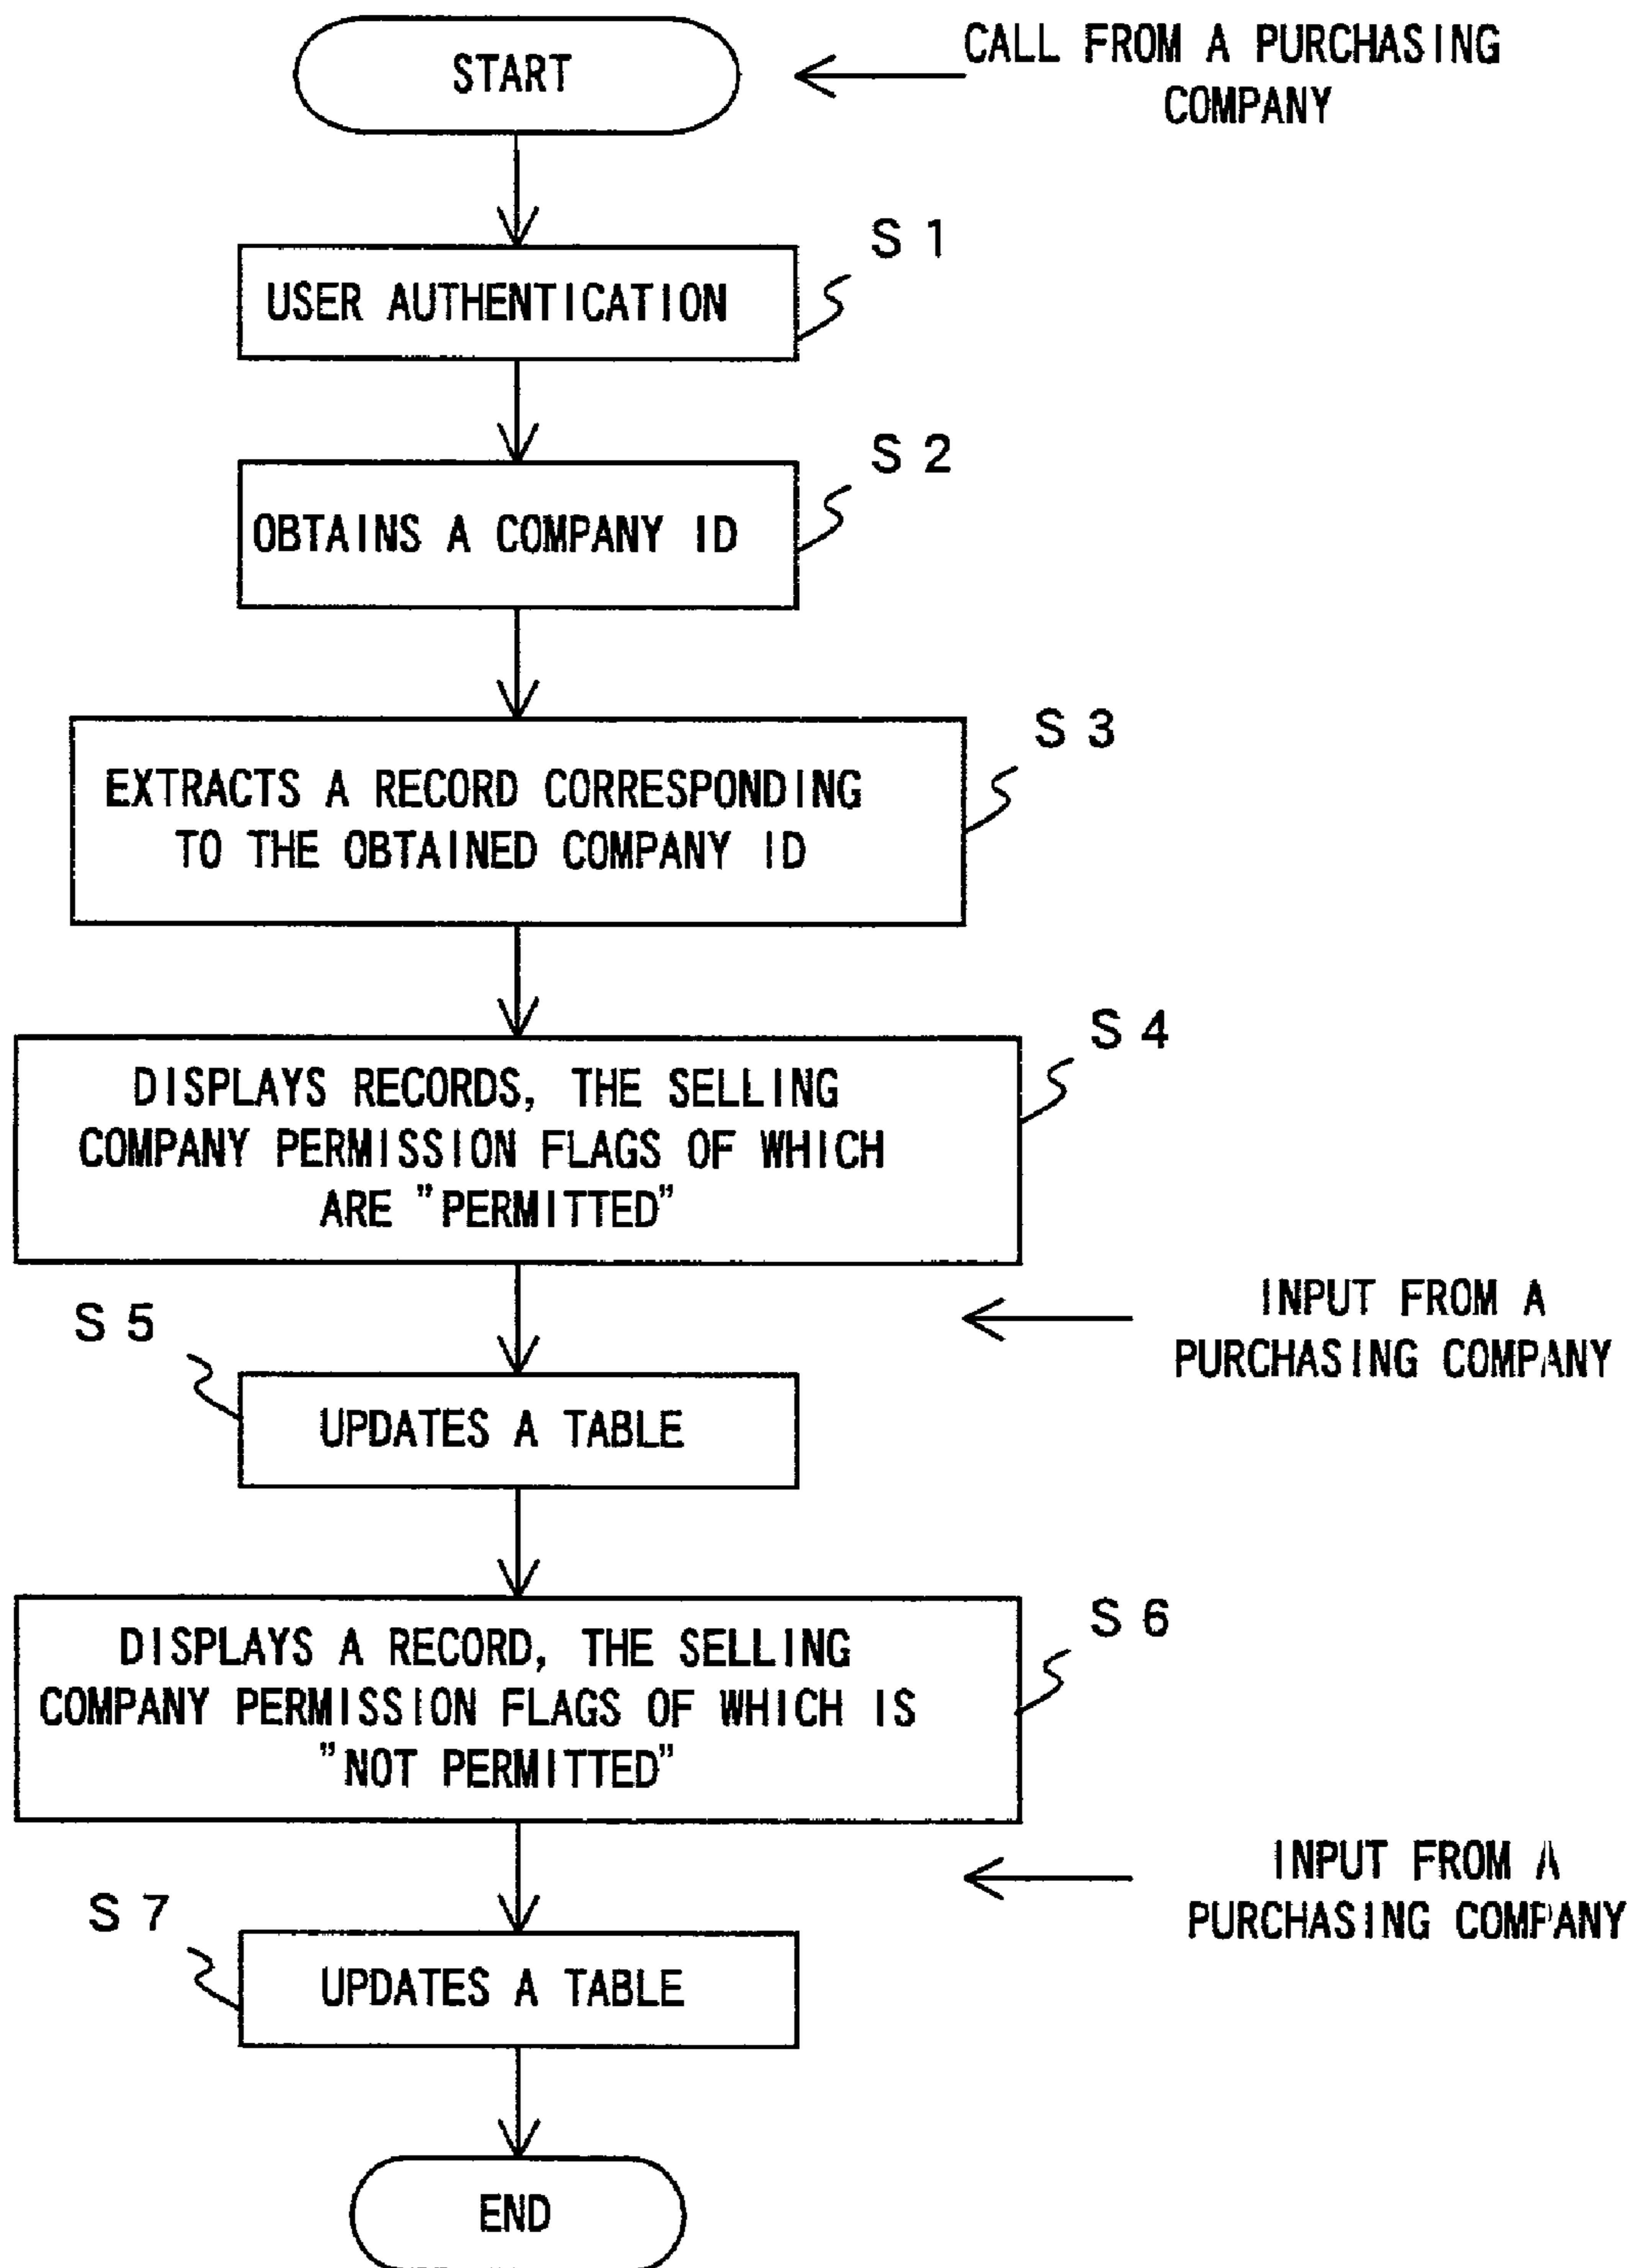 START
CALL FROM A PURCHASING
COMPANY
S 1
USER AUTHENTICATION
S 2
OBTAINS A COMPANY ID
S 3
EXTRACTS A RECORD CORRESPONDING
TO THE OBTAINED COMPANY ID
S 4
DISPLAYS RECORDS, THE SELLING
COMPANY PERMISSION FLAGS OF WHICH
ARE "PERMITTED"
INPUT FROM A
PURCHASING COMPANY
S 5
UPDATES A TABLE
S 6
DISPLAYS A RECORD, THE SELLING
COMPANY PERMISSION FLAGS OF WHICH IS
"NOT PERMITTED"
INPUT FROM A
PURCHASING COMPANY
S 7
UPDATES A TABLE
END